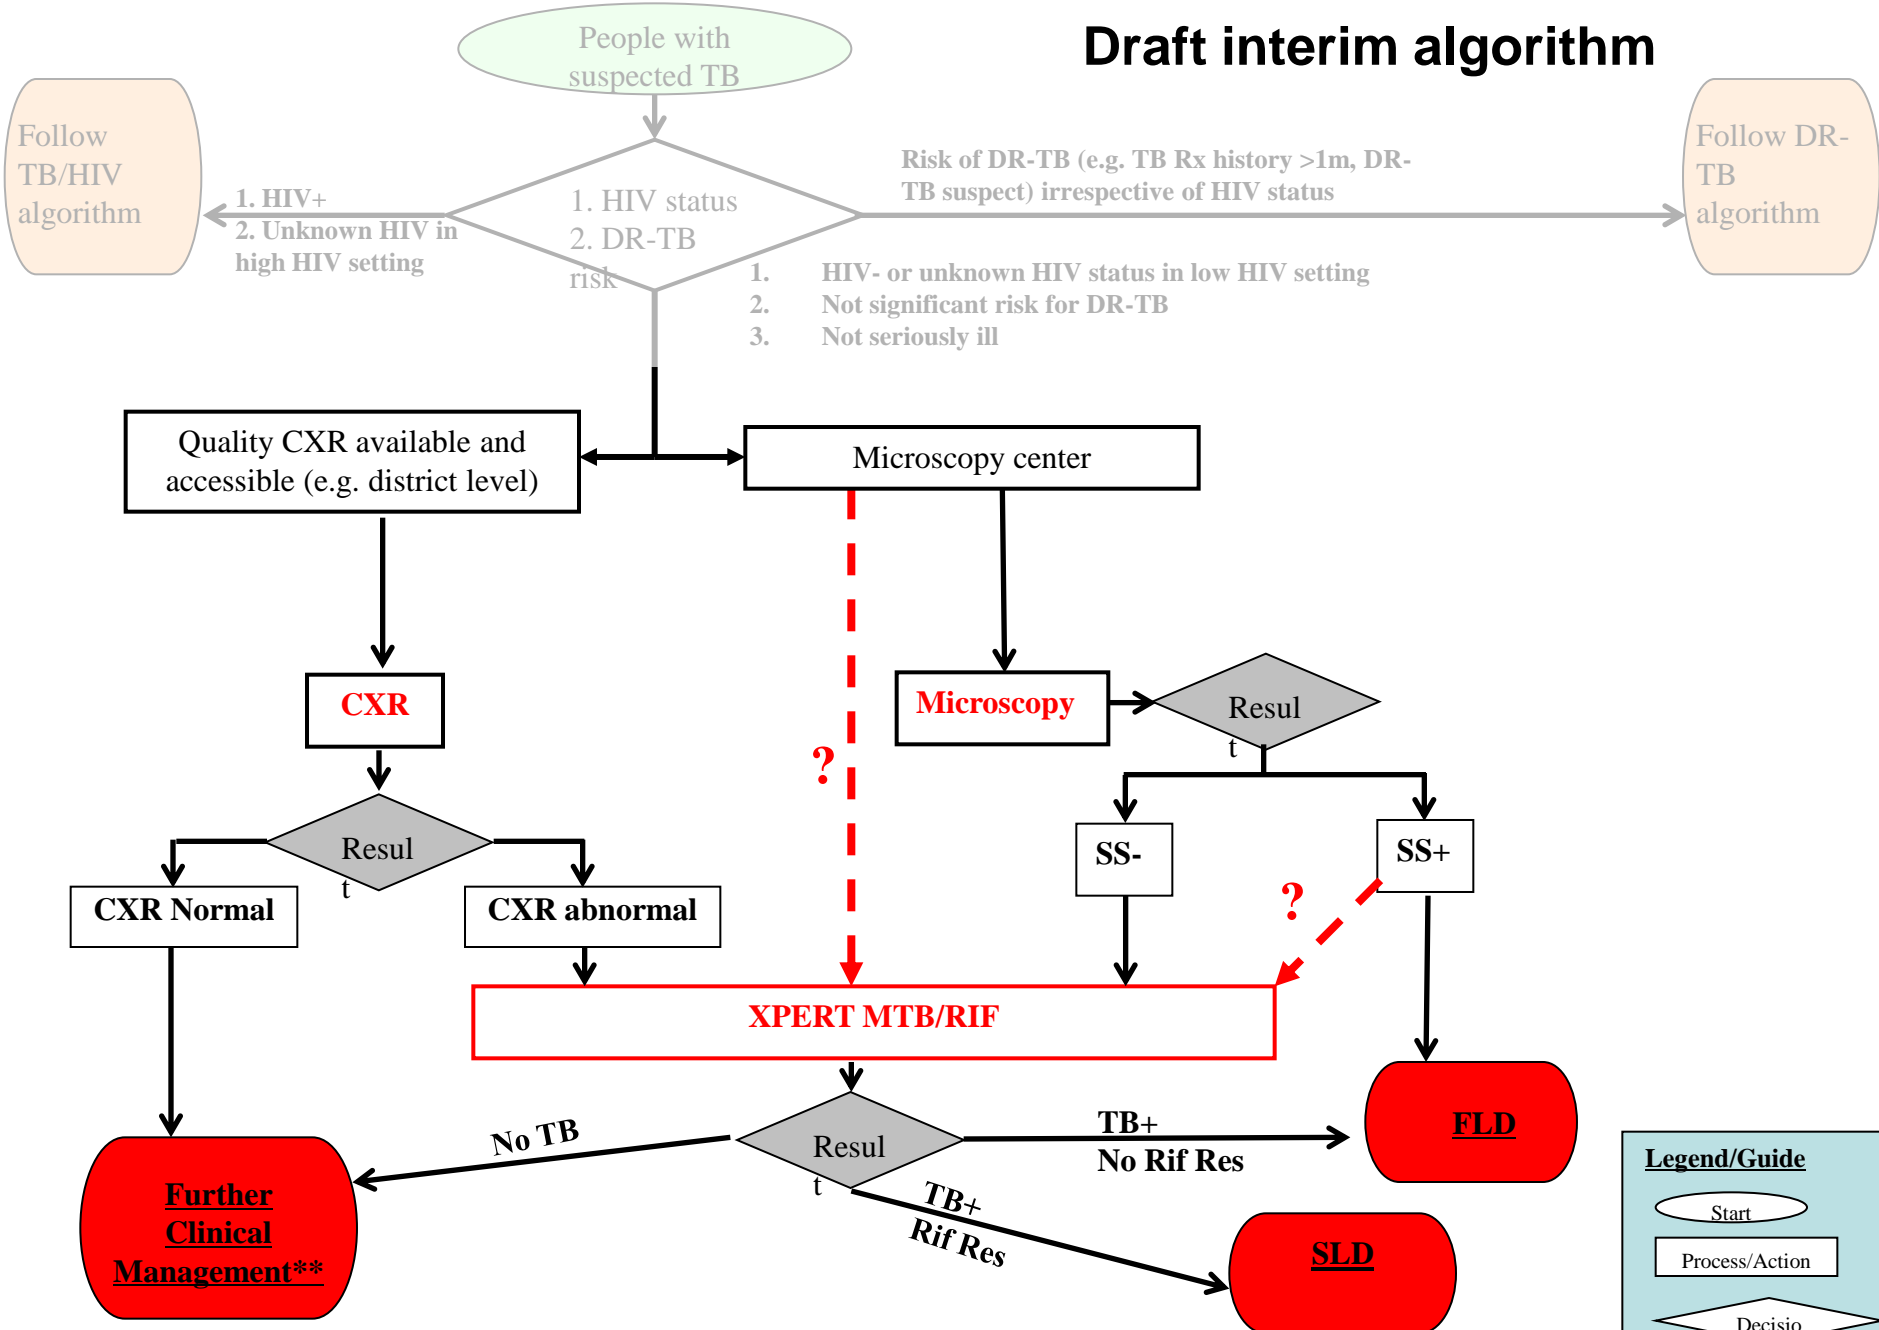 Draft interim algorithm
People with
suspected TB
Follow
TB/HIV
algorithm
1. HIV+
2. Unknown HIV in
high HIV setting
1. HIV status
2. DR-TB
risk
Risk of DR-TB (e.g. TB Rx history >1m, DR-
TB suspect) irrespective of HIV status
Follow DR-
TB
algorithm
1. HIV- or unknown HIV status in low HIV setting
2. Not significant risk for DR-TB
3. Not seriously ill
Quality CXR available and
accessible (e.g. district level)
Microscopy center
CXR
Microscopy
Resul
t
?
Resul
t
SS-
SS+
CXR Normal
CXR abnormal
?
XPERT MTB/RIF
Resul
t
No TB
TB+
No Rif Res
TB+
Rif Res
FLD
SLD
Further
Clinical
Management**
Legend/Guide
Start
Process/Action
Decisio